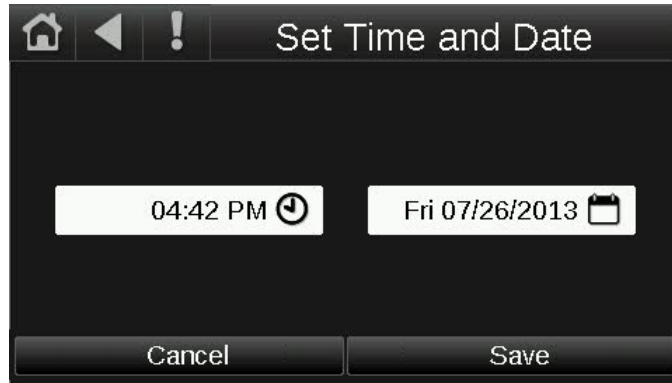 Set Time and Date
04:42 PM
Fri 07/26/2013
Cancel
Save